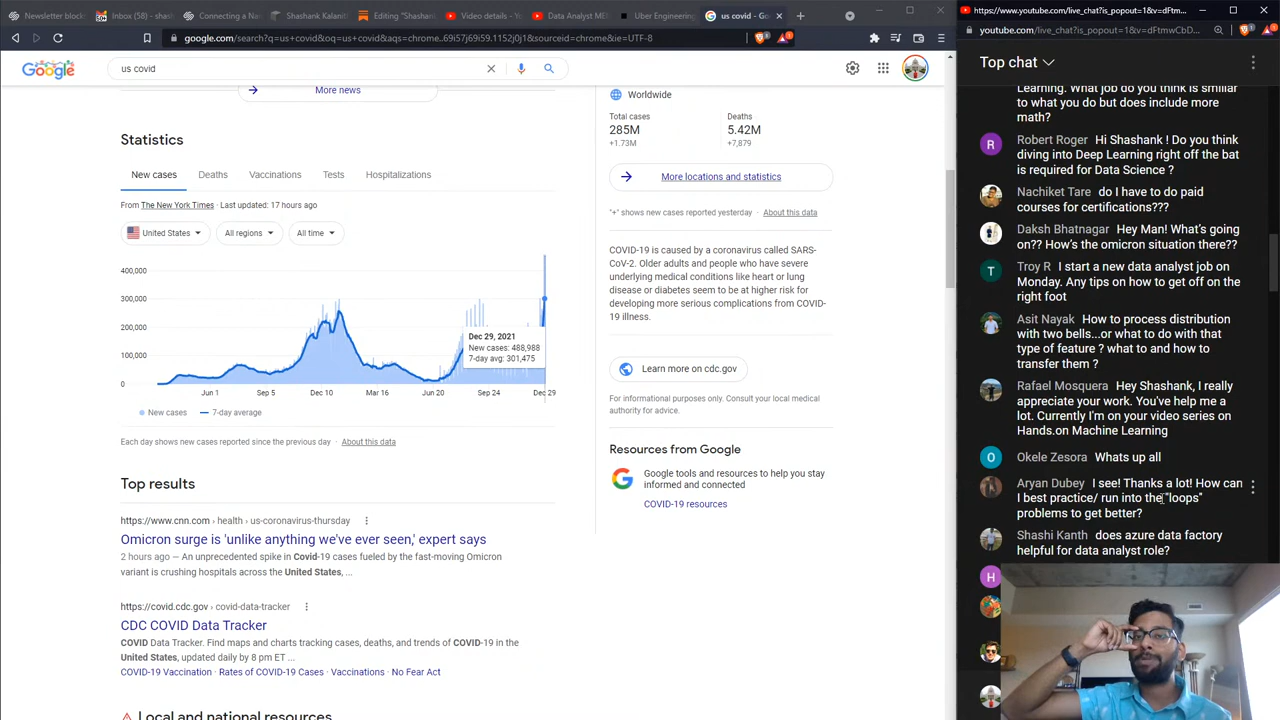 Newsletter block
Inbox (58) - shash
Connecting a Na
Shashank Kalanith
Editing "Shashank
Video details - Yo
Data Analyst MEN
Uber Engineering
us covid - Go
https://www.youtube.com/live_chat?is_popout=1&v=dFtm...
google.com/search?q=us+covid&oq=us+covid&aqs=chrome..69i57j69i59.1152j0j1&sourceid=chrome&ie=UTF-8
youtube.com/live_chat?is_popout=1&v=dFtmwCbD...
Google
us covid
More news
Statistics
New cases
Deaths
Vaccinations
Tests
Hospitalizations
From The New York Times · Last updated: 17 hours ago
United States
All regions
All time
400,000
300,000
200,000
100,000
0
Dec 29, 2021
New cases: 488,988
7-day avg: 301,475
Jun 1
Sep 5
Dec 10
Mar 16
Jun 20
Sep 24
Dec 29
New cases
7-day average
Each day shows new cases reported since the previous day · About this data
Top results
https://www.cnn.com › health › us-coronavirus-thursday
Omicron surge is 'unlike anything we've ever seen,' expert says
2 hours ago — An unprecedented spike in Covid-19 cases fueled by the fast-moving Omicron
variant is crushing hospitals across the United States, ...
https://covid.cdc.gov › covid-data-tracker
CDC COVID Data Tracker
COVID Data Tracker. Find maps and charts tracking cases, deaths, and trends of COVID-19 in the
United States, updated daily by 8 pm ET ...
COVID-19 Vaccination · Rates of COVID-19 Cases · Vaccinations · No Fear Act
Local and national resources
Worldwide
Total cases
285M
+1.73M
Deaths
5.42M
+7,879
More locations and statistics
"+" shows new cases reported yesterday · About this data
COVID-19 is caused by a coronavirus called SARS-
CoV-2. Older adults and people who have severe
underlying medical conditions like heart or lung
disease or diabetes seem to be at higher risk for
developing more serious complications from COVID-
19 illness.
Learn more on cdc.gov
For informational purposes only. Consult your local medical
authority for advice.
Resources from Google
Google tools and resources to help you stay
informed and connected
COVID-19 resources
Top chat
Learning. What job do you think is smiliar
to what you do but does include more
math?
R
Robert Roger Hi Shashank ! Do you think
diving into Deep Learning right off the bat
is required for Data Science ?
Nachiket Tare do I have to do paid
courses for certifications???
Daksh Bhatnagar Hey Man! What's going
on?? How's the omicron situation there??
T
Troy R I start a new data analyst job on
Monday. Any tips on how to get off on the
right foot
Asit Nayak How to process distribution
with two bells...or what to do with that
type of feature ? what to and how to
transfer them ?
Rafael Mosquera Hey Shashank, I really
appreciate your work. You've help me a
lot. Currently I'm on your video series on
Hands.on Machine Learning
O
Okele Zesora Whats up all
Aryan Dubey I see! Thanks a lot! How can
I best practice/ run into the "loops"
problems to get better?
Shashi Kanth does azure data factory
helpful for data analyst role?
H